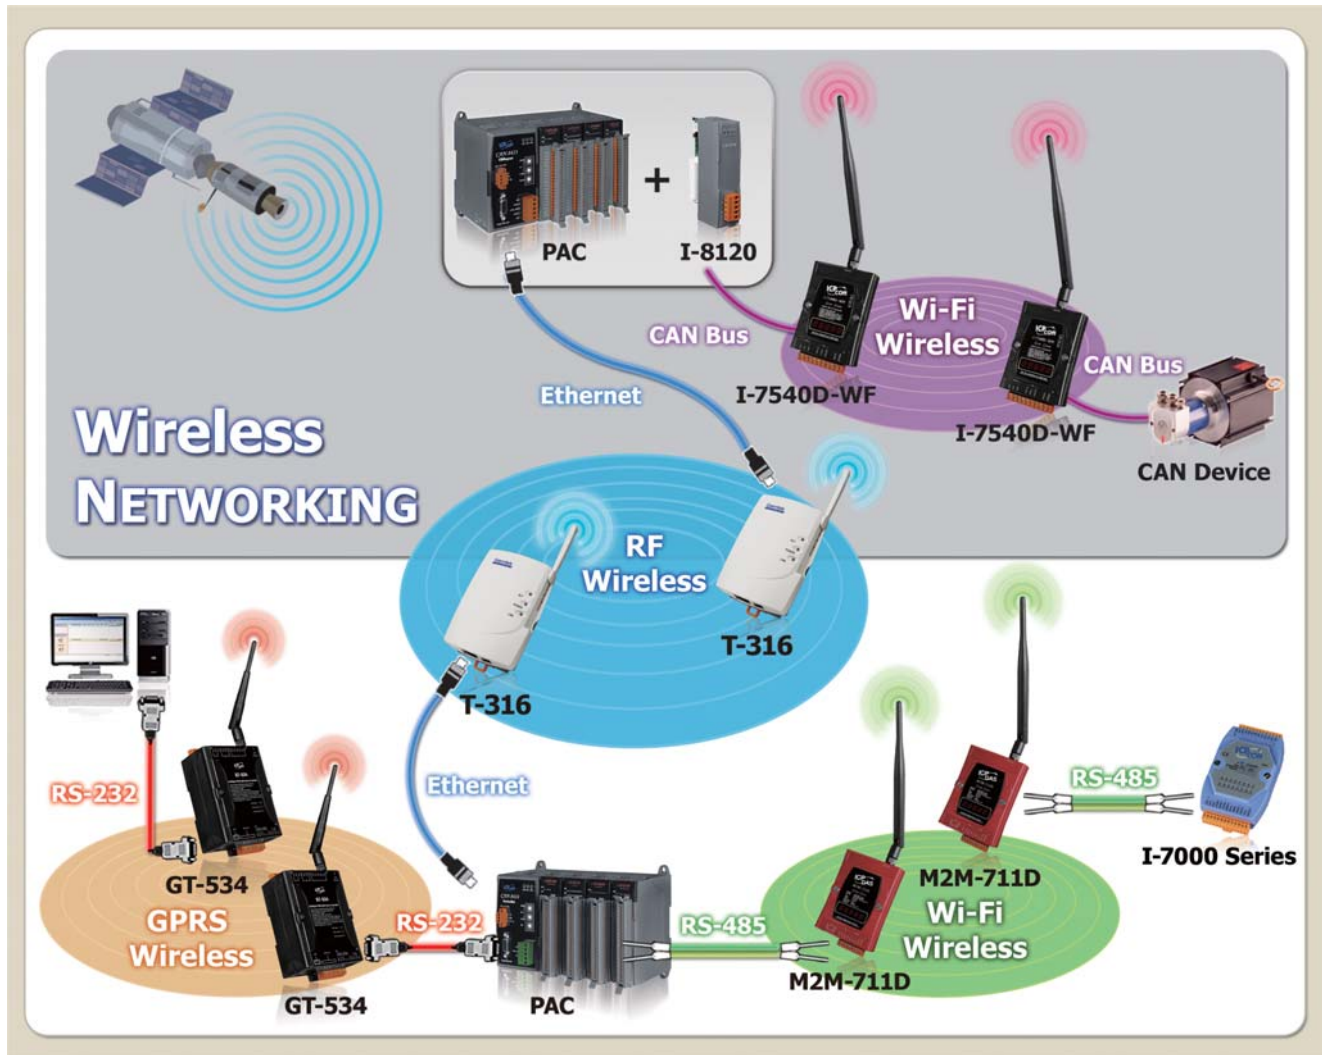 PAC
+
I-8120
CAN Bus
Wi-Fi
Wireless
I-7540D-WF
CAN Bus
I-7540D-WF
CAN Device
Ethernet
Wireless
NETWORKING
RF
Wireless
T-316
T-316
RS-232
Ethernet
GT-534
GPRS
Wireless
GT-534
RS-232
PAC
RS-485
M2M-711D
RS-485
I-7000 Series
M2M-711D
Wi-Fi
Wireless